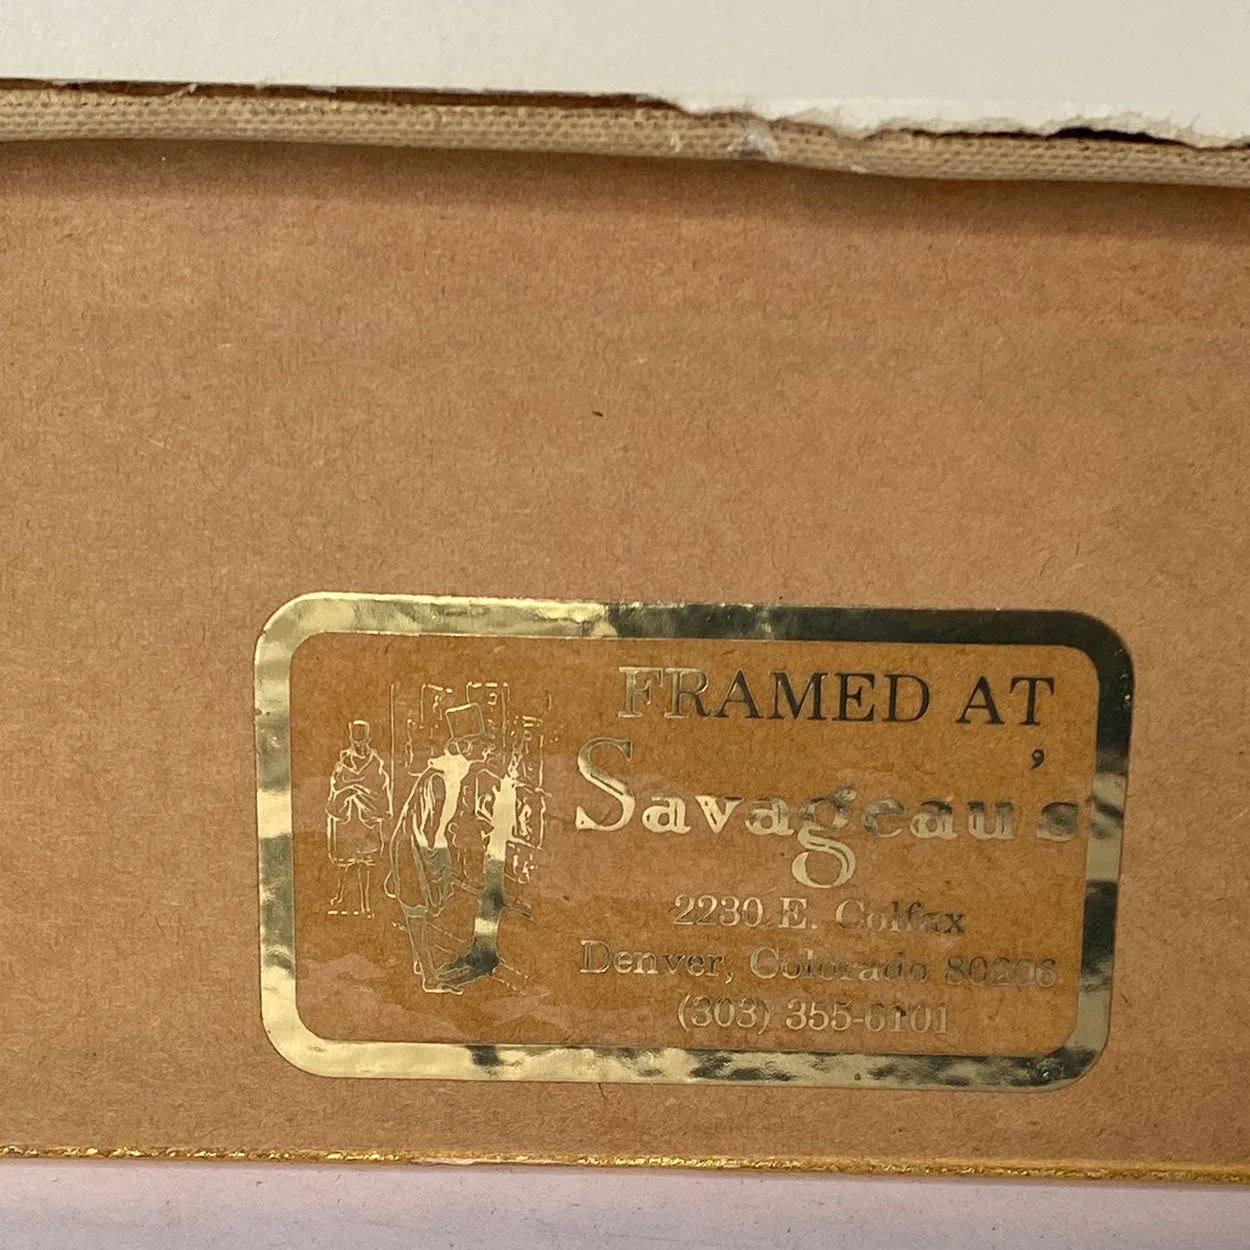 FRAMED AT
Savageau's
2230 E. Colfax
Denver, Colorado 80206
(303) 355-6101